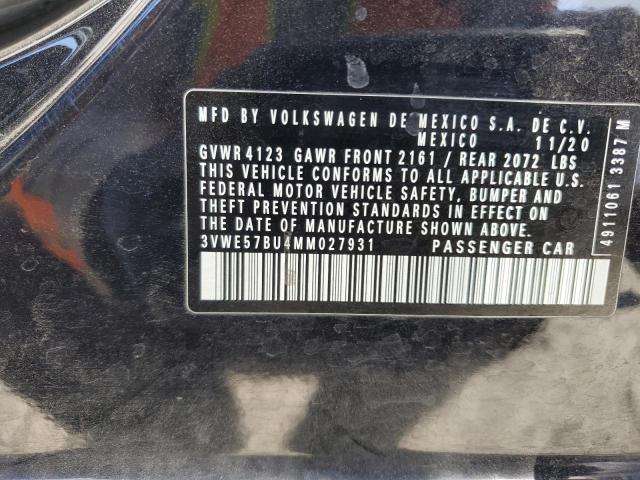 MFD BY VOLKSWAGEN DE MEXICO S.A. DE C.V.
MEXICO 11/20
GVWR 4123 GAWR FRONT 2161 / REAR 2072 LBS
THIS VEHICLE CONFORMS TO ALL APPLICABLE U.S.
FEDERAL MOTOR VEHICLE SAFETY, BUMPER AND
THEFT PREVENTION STANDARDS IN EFFECT ON
THE DATE OF MANUFACTURE SHOWN ABOVE.
3VWE57BU4MM027931 PASSENGER CAR
4911061 3387 M